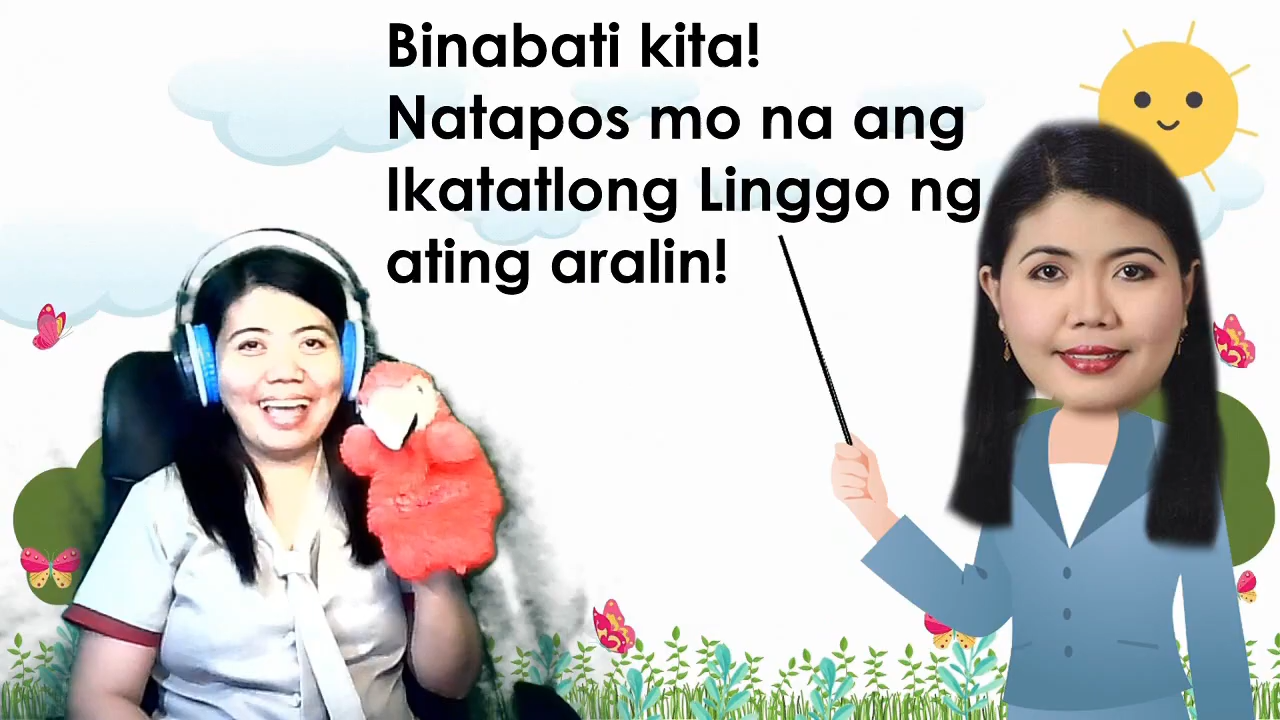 Binabati kita!
Natapos mo na ang
Ikatatlong Linggo ng
ating aralin!